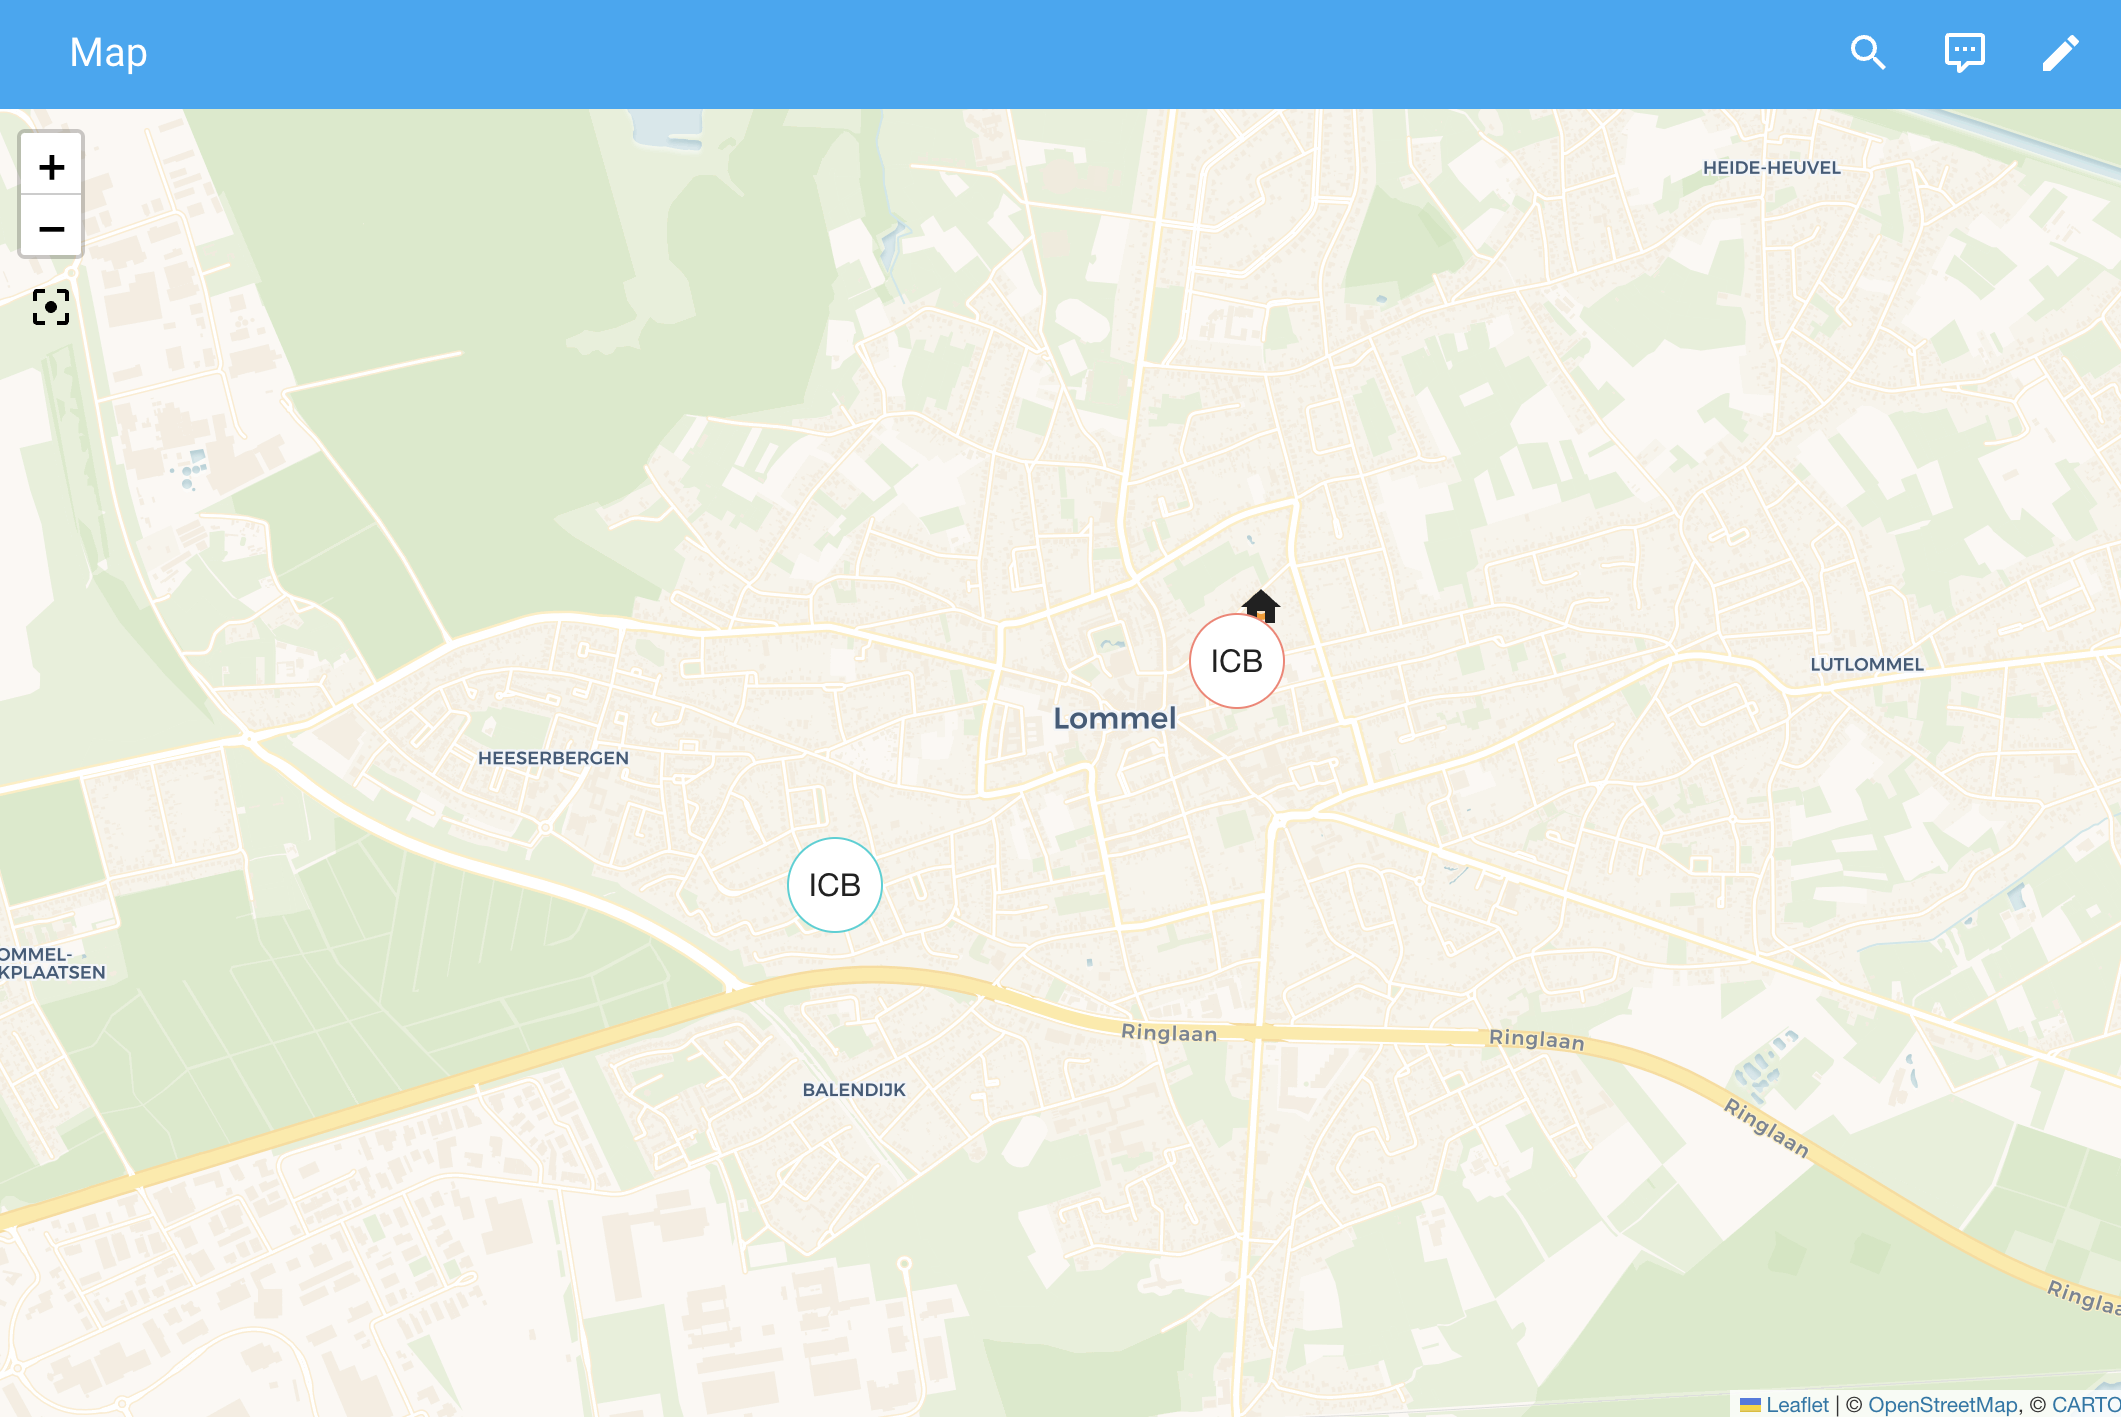 Map
+
−
HEIDE-HEUVEL
ICB
LUTLOMMEL
Lommel
HEESERBERGEN
ICB
OMMEL-
KPLAATSEN
Ringlaan
Ringlaan
BALENDIJK
Ringlaan
Ringlaa
Leaflet | © OpenStreetMap, © CARTO